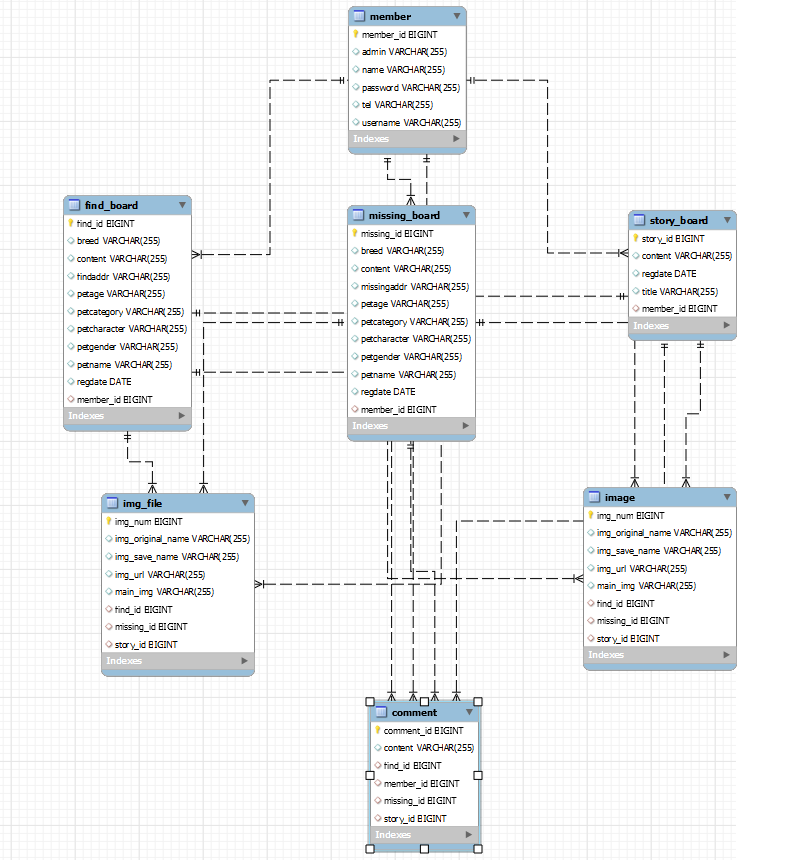 member
member_id BIGINT
admin VARCHAR(255)
name VARCHAR(255)
password VARCHAR(255)
tel VARCHAR(255)
username VARCHAR(255)
Indexes
find_board
find_id BIGINT
breed VARCHAR(255)
content VARCHAR(255)
findaddr VARCHAR(255)
petage VARCHAR(255)
petcategory VARCHAR(255)
petcharacter VARCHAR(255)
petgender VARCHAR(255)
petname VARCHAR(255)
regdate DATE
member_id BIGINT
Indexes
missing_board
missing_id BIGINT
breed VARCHAR(255)
content VARCHAR(255)
missingaddr VARCHAR(255)
petage VARCHAR(255)
petcategory VARCHAR(255)
petcharacter VARCHAR(255)
petgender VARCHAR(255)
petname VARCHAR(255)
regdate DATE
member_id BIGINT
Indexes
story_board
story_id BIGINT
content VARCHAR(255)
regdate DATE
title VARCHAR(255)
member_id BIGINT
Indexes
img_file
img_num BIGINT
img_original_name VARCHAR(255)
img_save_name VARCHAR(255)
img_url VARCHAR(255)
main_img VARCHAR(255)
find_id BIGINT
missing_id BIGINT
story_id BIGINT
Indexes
image
img_num BIGINT
img_original_name VARCHAR(255)
img_save_name VARCHAR(255)
img_url VARCHAR(255)
main_img VARCHAR(255)
find_id BIGINT
missing_id BIGINT
story_id BIGINT
Indexes
comment
comment_id BIGINT
content VARCHAR(255)
find_id BIGINT
member_id BIGINT
missing_id BIGINT
story_id BIGINT
Indexes